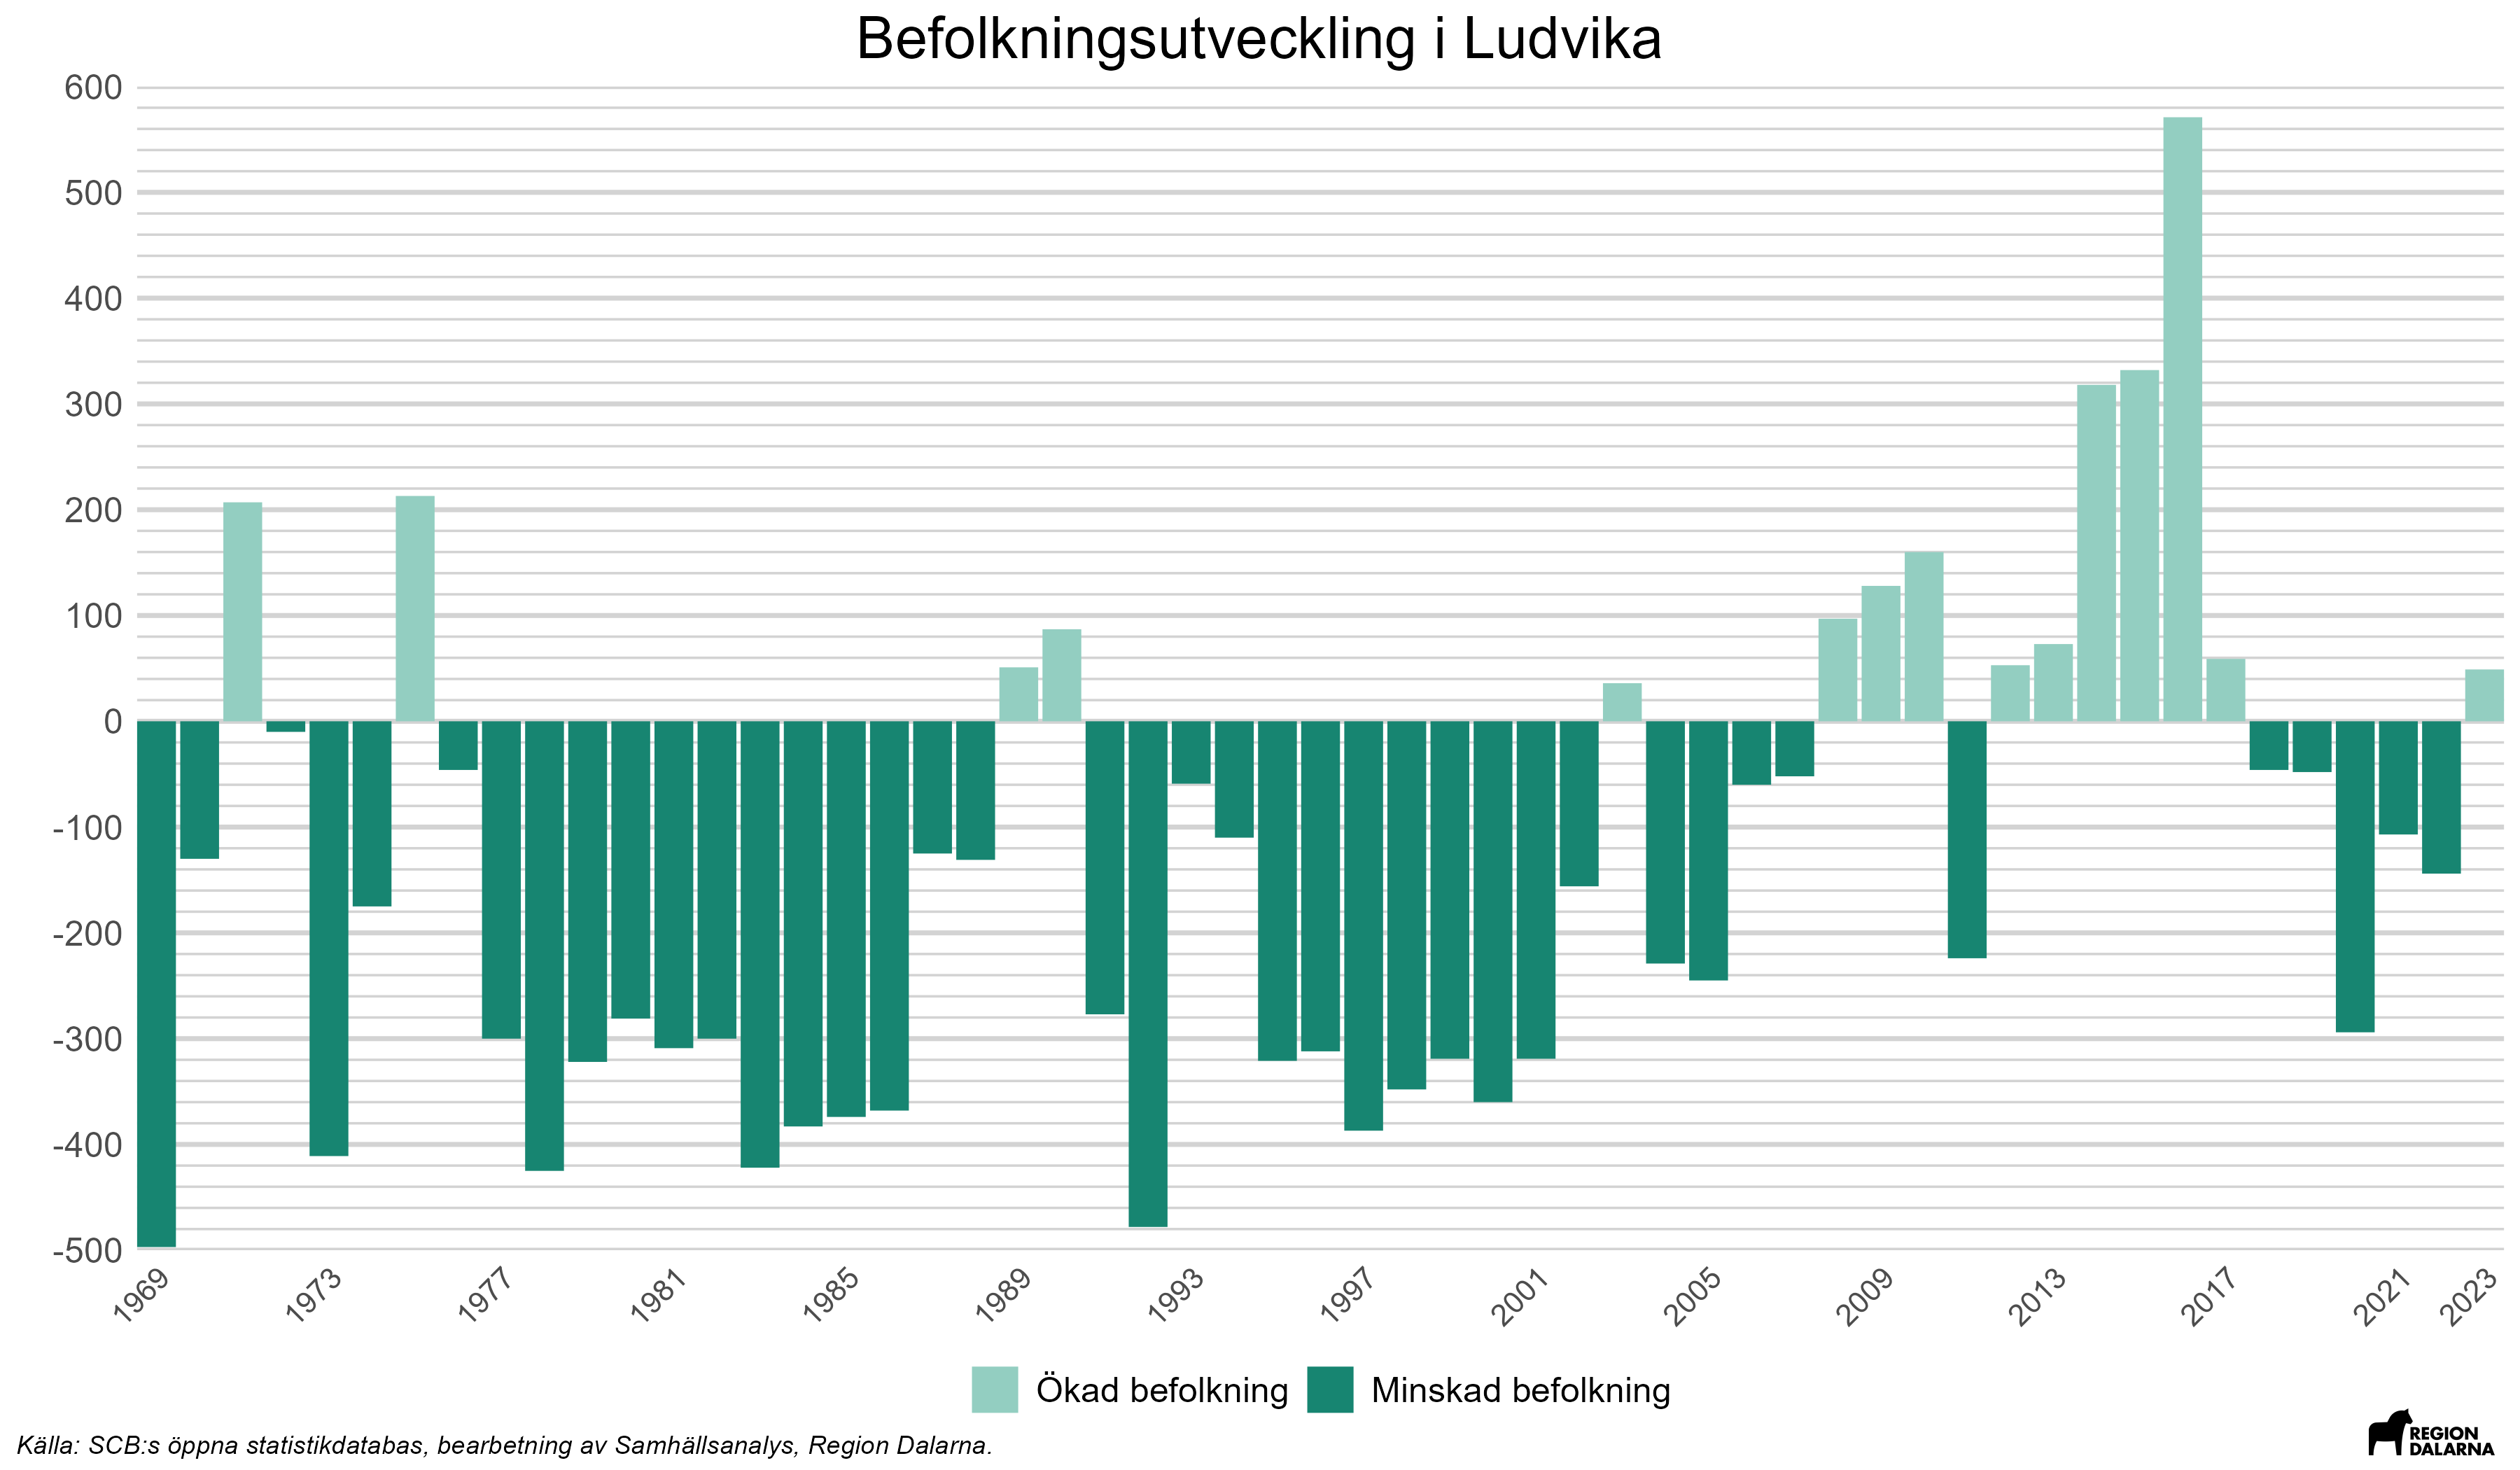 Befolkningsutveckling i Ludvika
600
500
400
300
200
100
0
-100
-200
-300
-400
-500
1969 1973 1977 1981 1985 1989 1993 1997 2001 2005 2009 2013 2017 2021 2023
Ökad befolkning Minskad befolkning
Källa: SCB:s öppna statistikdatabas, bearbetning av Samhällsanalys, Region Dalarna.
REGION
DALARNA